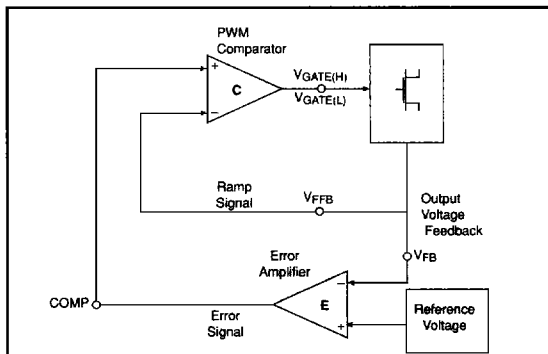 PWM
Comparator
+
C
−
VGATE(H)
VGATE(L)
Ramp
Signal
VFFB
Output
Voltage
Feedback
VFB
Error
Amplifier
−
E
+
COMP
Error
Signal
Reference
Voltage